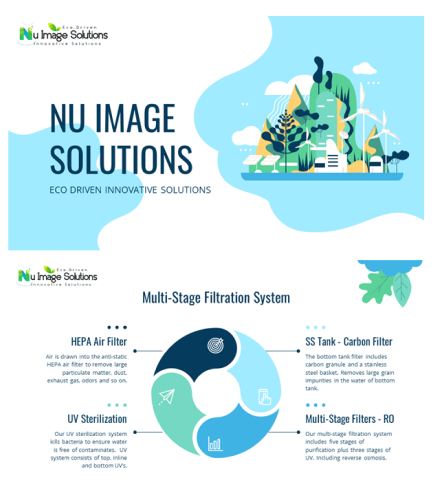 Eco Driven
Nu Image Solutions
Innovative Solutions
NU IMAGE
SOLUTIONS
ECO DRIVEN INNOVATIVE SOLUTIONS
Eco Driven
Nu Image Solutions
Innovative Solutions
Multi-Stage Filtration System
HEPA Air Filter
Air is drawn into the anti-static
HEPA air filter to remove large
particulate matter, dust,
exhaust gas, odors and so on.
SS Tank - Carbon Filter
The bottom tank filter includes
carbon granule and a stainless
steel basket, Removes large grain
impurities in the water of bottom
tank.
UV Sterilization
Our UV sterilization system
kills bacteria to ensure water
is free of contaminates. UV
system consists of top, inline
and bottom UV's.
Multi-Stage Filters - RO
Our multi-stage filtration system
includes five stages of
purification plus three stages of
UV. Including reverse osmosis.